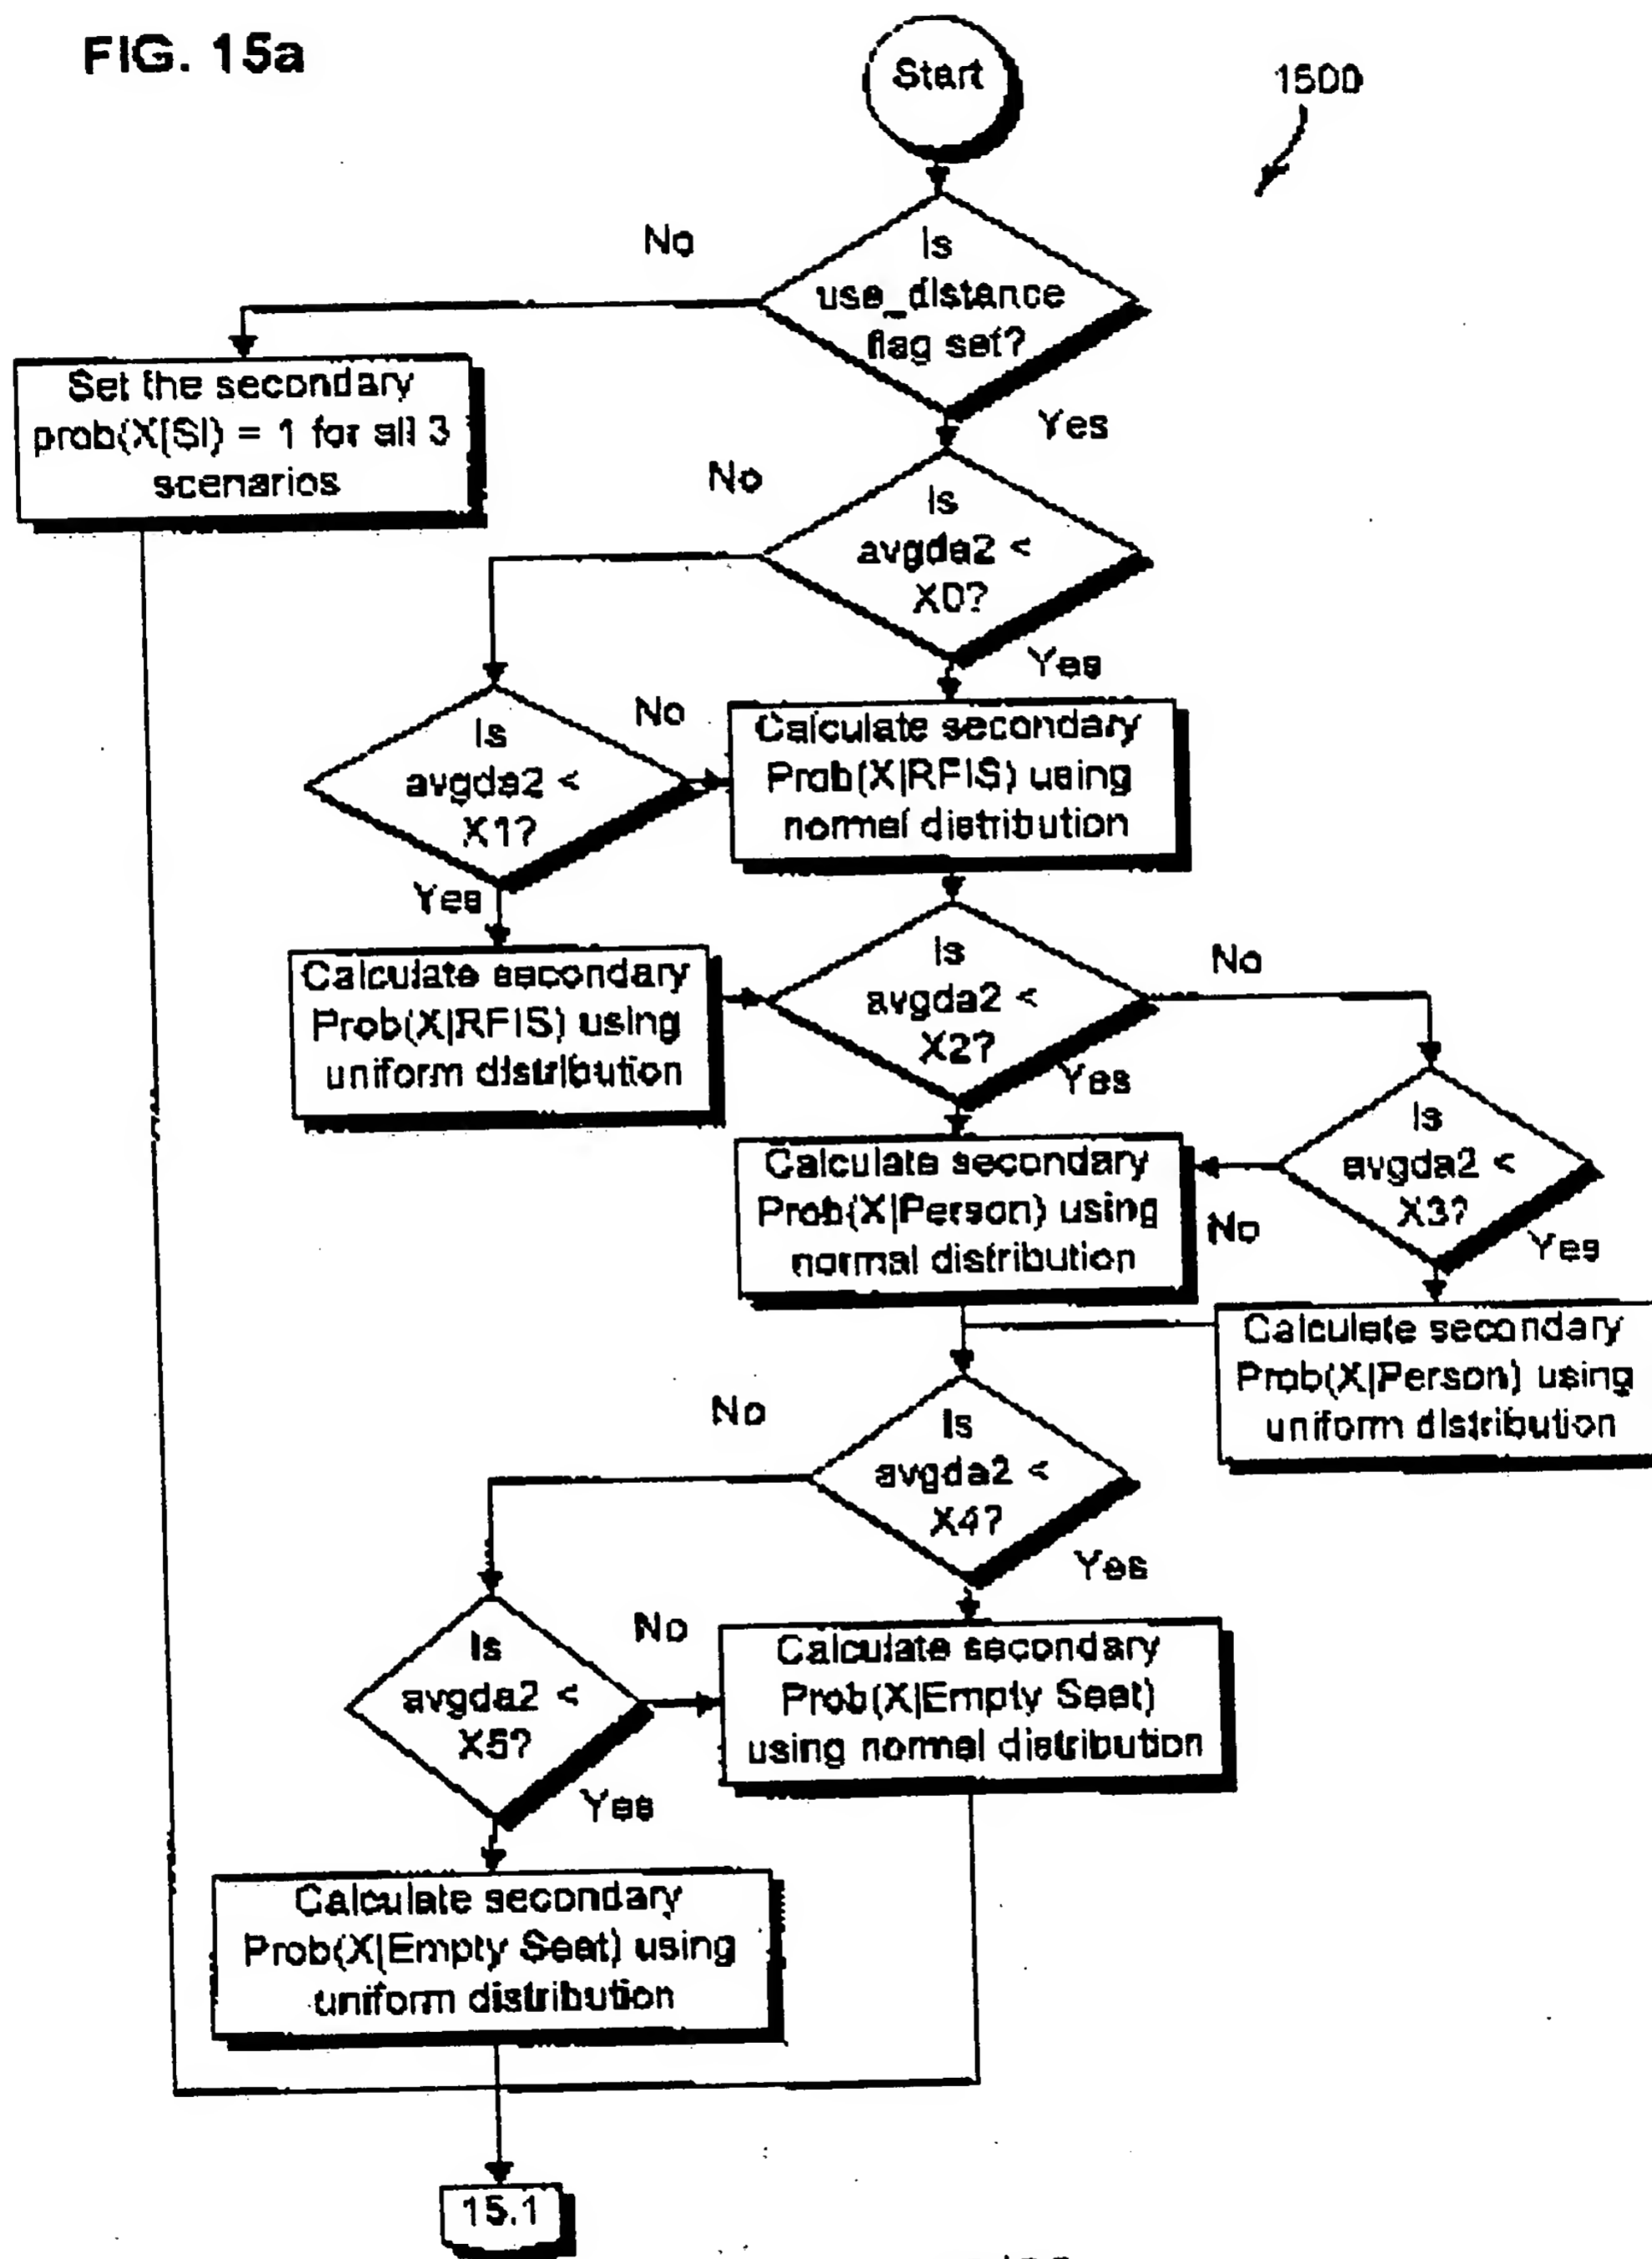 FIG. 15a
Start
1500
Is
use_distance
flag set?
No
Yes
Set the secondary
prob(X[SI) = 1 for all 3
scenarios
Is
avgda2 <
X0?
No
Yes
Is
avgda2 <
X1?
No
Yes
Calculate secondary
Prob(X|RFIS) using
normal distribution
Calculate secondary
Prob(X|RFIS) using
uniform distribution
Is
avgda2 <
X2?
No
Yes
Is
avgda2 <
X3?
No
Yes
Calculate secondary
Prob(X|Person) using
normal distribution
Calculate secondary
Prob(X|Person) using
uniform distribution
Is
avgda2 <
X4?
No
Yes
Is
avgda2 <
X5?
No
Yes
Calculate secondary
Prob(X|Empty Seat)
using normal distribution
Calculate secondary
Prob(X|Empty Seat) using
uniform distribution
15.1